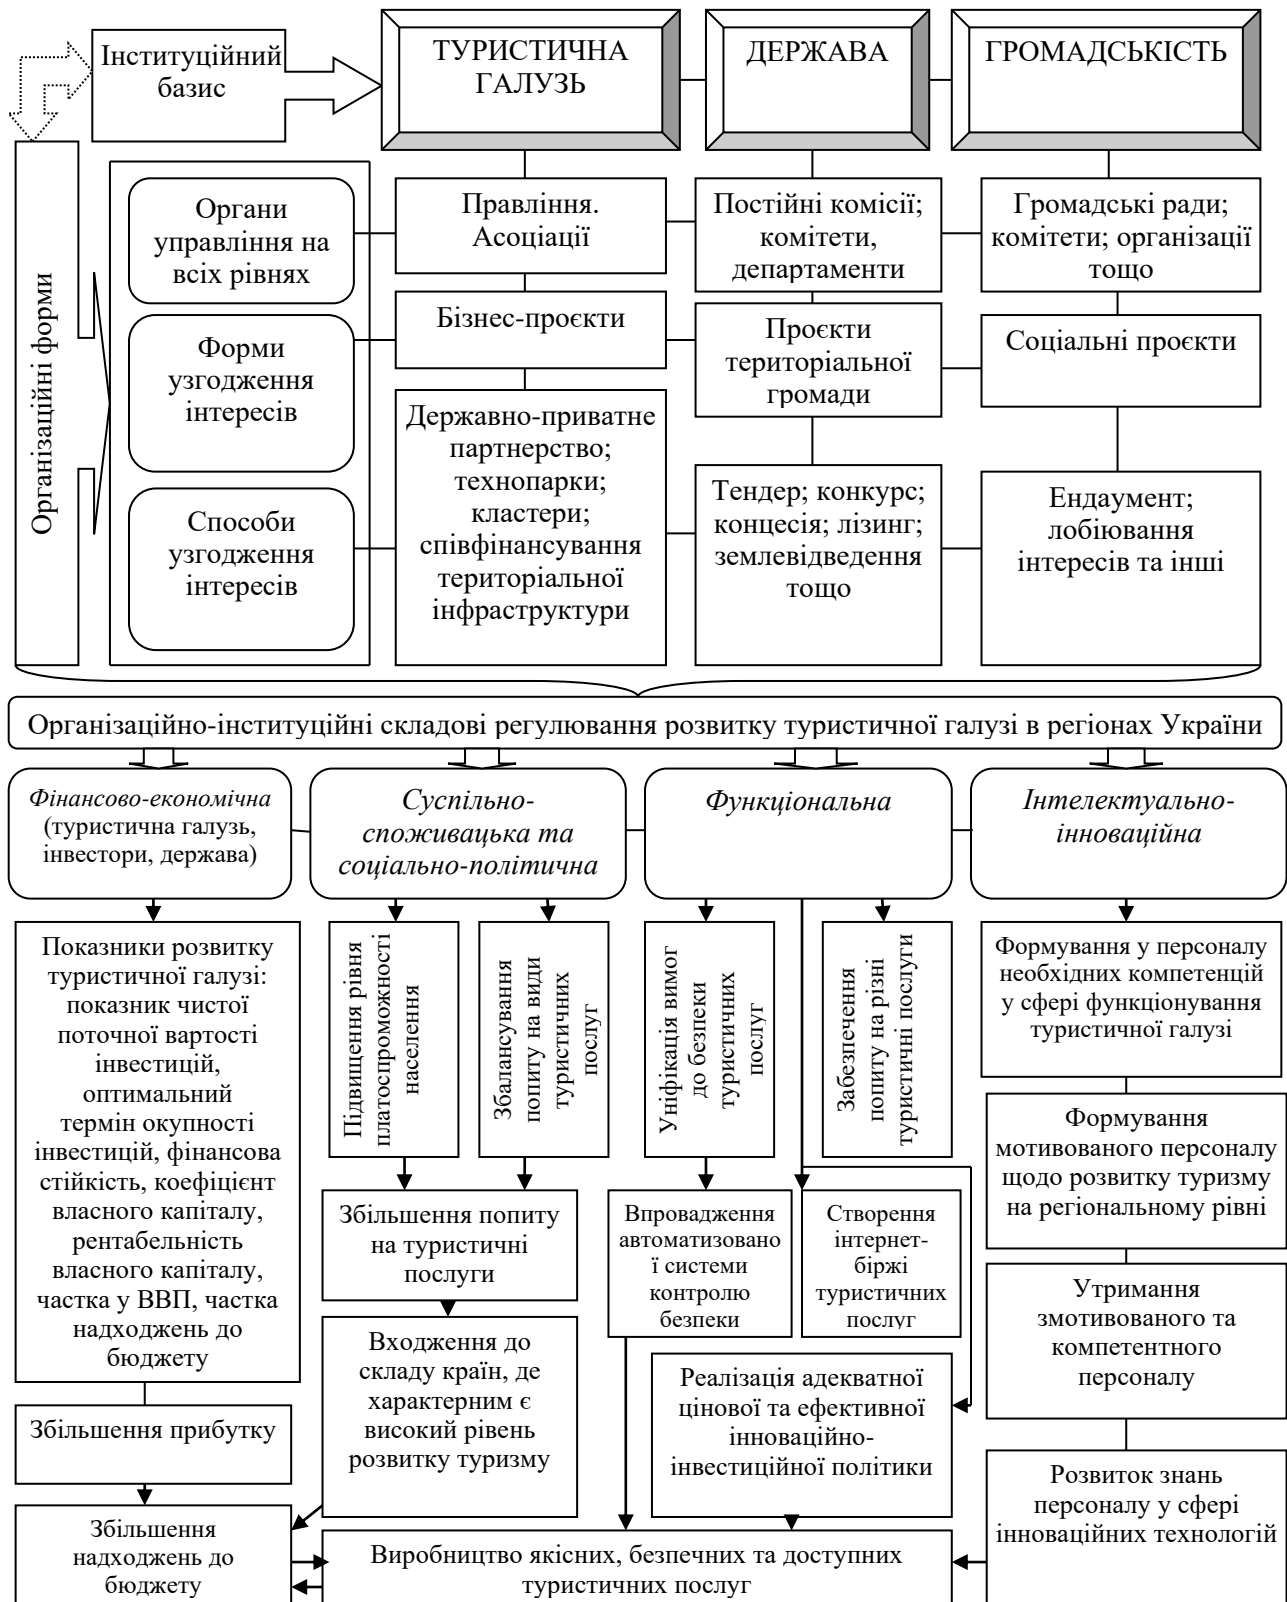 Інституційний
базис
ТУРИСТИЧНА
ГАЛУЗЬ
ДЕРЖАВА
ГРОМАДСЬКІСТЬ
Організаційні форми
Органи
управління на
всіх рівнях
Правління.
Асоціації
Постійні комісії;
комітети,
департаменти
Громадські ради;
комітети; організації
тощо
Форми
узгодження
інтересів
Бізнес-проєкти
Проєкти
територіальної
громади
Соціальні проєкти
Способи
узгодження
інтересів
Державно-приватне
партнерство;
технопарки;
кластери;
співфінансування
територіальної
інфраструктури
Тендер; конкурс;
концесія; лізинг;
землевідведення
тощо
Ендаумент;
лобіювання
інтересів та інші
Організаційно-інституційні складові регулювання розвитку туристичної галузі в регіонах України
Фінансово-економічна
(туристична галузь,
інвестори, держава)
Суспільно-
споживацька та
соціально-політична
Функціональна
Інтелектуально-
інноваційна
Показники розвитку
туристичної галузі:
показник чистої
поточної вартості
інвестицій,
оптимальний
термін окупності
інвестицій, фінансова
стійкість, коефіцієнт
власного капіталу,
рентабельність
власного капіталу,
частка у ВВП, частка
надходжень до
бюджету
Підвищення рівня
платоспроможності
населення
Збалансування
попиту на види
туристичних
послуг
Уніфікація вимог
до безпеки
туристичних
послуг
Забезпечення
попиту на різні
туристичні послуги
Формування у персоналу
необхідних компетенцій
у сфері функціонування
туристичної галузі
Формування
мотивованого персоналу
щодо розвитку туризму
на регіональному рівні
Збільшення попиту
на туристичні
послуги
Впровадження
автоматизовано
ї системи
контролю
безпеки
Створення
інтернет-
біржі
туристичних
послуг
Утримання
змотивованого та
компетентного
персоналу
Входження до
складу країн, де
характерним є
високий рівень
розвитку туризму
Реалізація адекватної
цінової та ефективної
інноваційно-
інвестиційної політики
Збільшення прибутку
Розвиток знань
персоналу у сфері
інноваційних технологій
Збільшення
надходжень до
бюджету
Виробництво якісних, безпечних та доступних
туристичних послуг